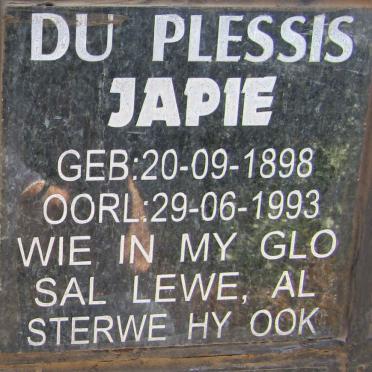 DU PLESSIS
JAPIE
GEB:20-09-1898
OORL:29-06-1993
WIE IN MY GLO
SAL LEWE, AL
STERWE HY OOK